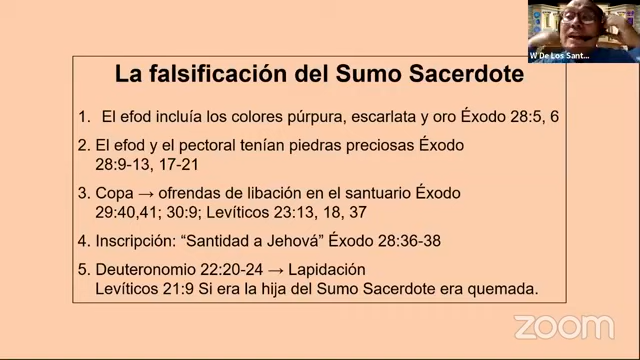 W De Los Sant...
La falsificación del Sumo Sacerdote
1. El efod incluía los colores púrpura, escarlata y oro Éxodo 28:5, 6
2. El efod y el pectoral tenían piedras preciosas Éxodo
28:9-13, 17-21
3. Copa → ofrendas de libación en el santuario Éxodo
29:40,41; 30:9; Levíticos 23:13, 18, 37
4. Inscripción: “Santidad a Jehová” Éxodo 28:36-38
5. Deuteronomio 22:20-24 → Lapidación
Levíticos 21:9 Si era la hija del Sumo Sacerdote era quemada.
zoom